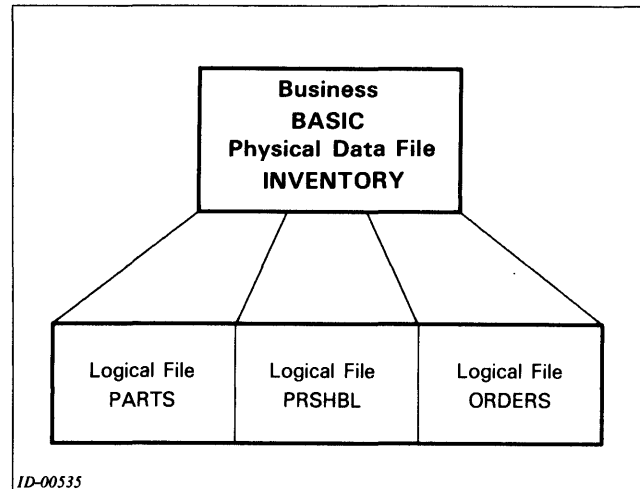 Business
BASIC
Physical Data File
INVENTORY
Logical File
PARTS
Logical File
PRSHBL
Logical File
ORDERS
ID-00535